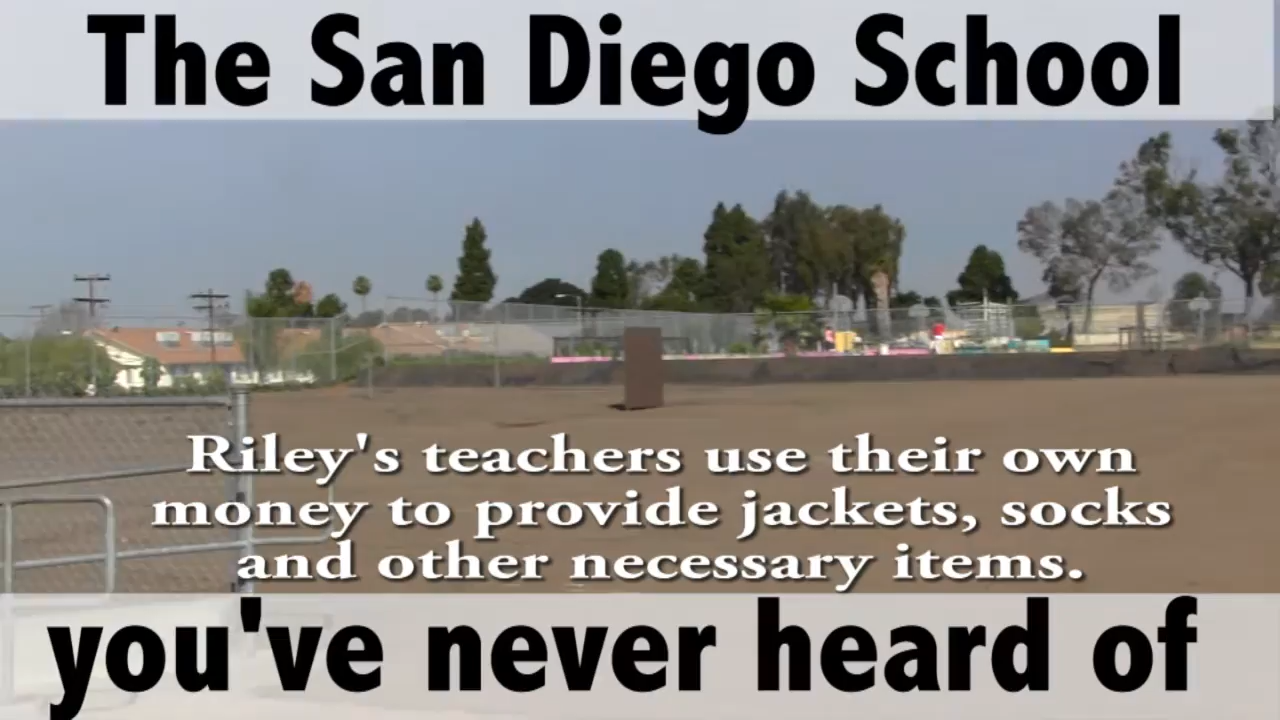 The San Diego School
Riley's teachers use their own
money to provide jackets, socks
and other necessary items.
you've never heard of